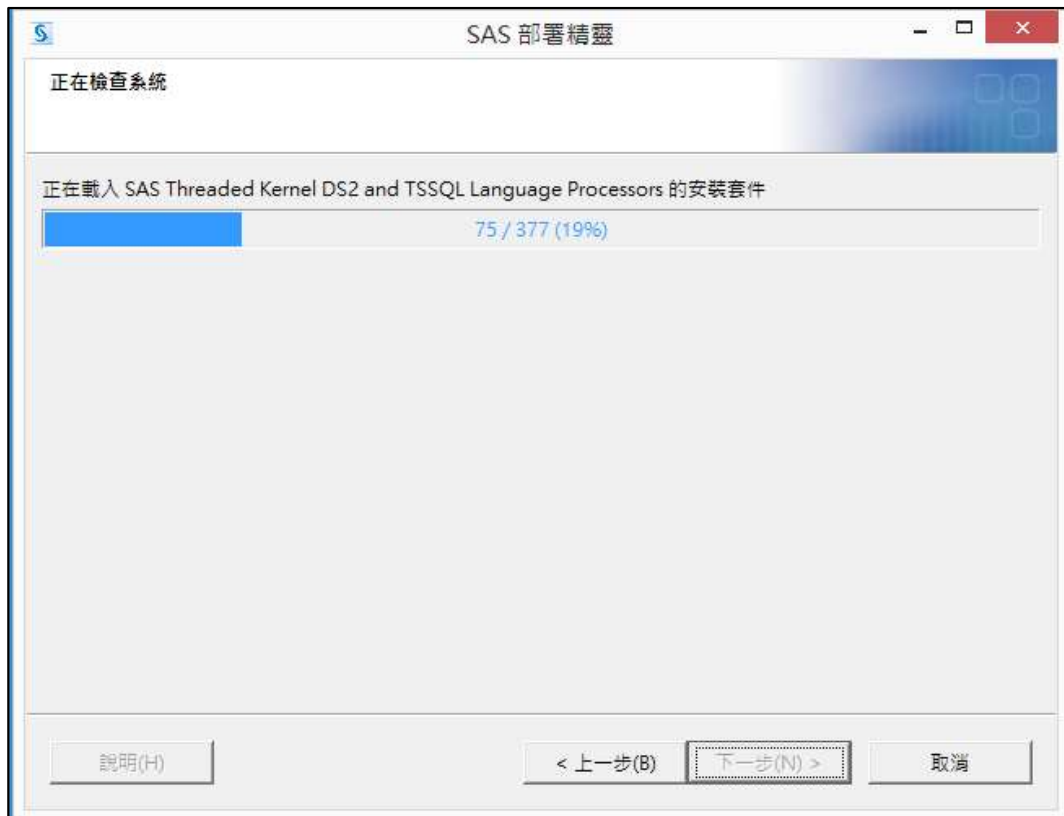 SAS 部署精靈
正在檢查系統
正在載入 SAS Threaded Kernel DS2 and TSSQL Language Processors 的安裝套件
75 / 377 (19%)
說明(H)
< 上一步(B)
下一步(N) >
取消